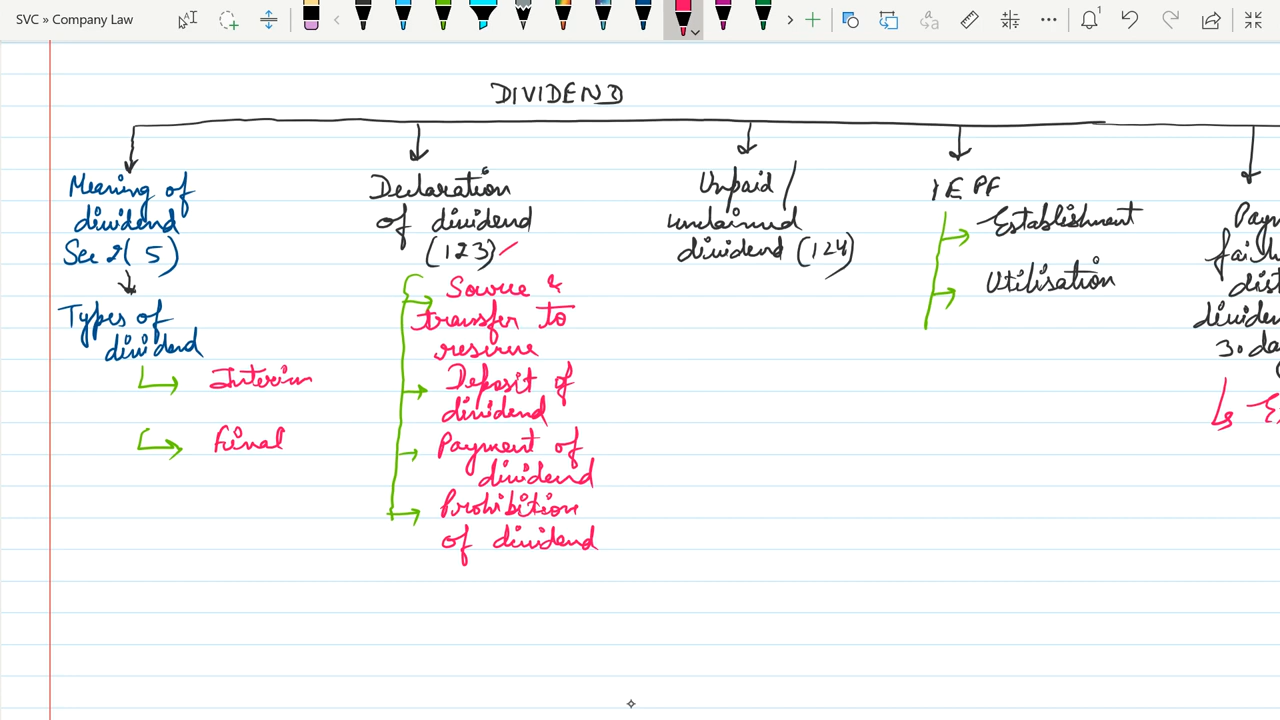 SVC » Company Law
DIVIDEND
Meaning of
dividend
Sec 2(5)
Types of
dividend
Interim
Final
Declaration
of dividend
(123)
Source &
transfer to
reserve
Deposit of
dividend
Payment of
dividend
Prohibition
of dividend
Unpaid/
unclaimed
dividend (124)
IEPF
Establishment
Utilisation